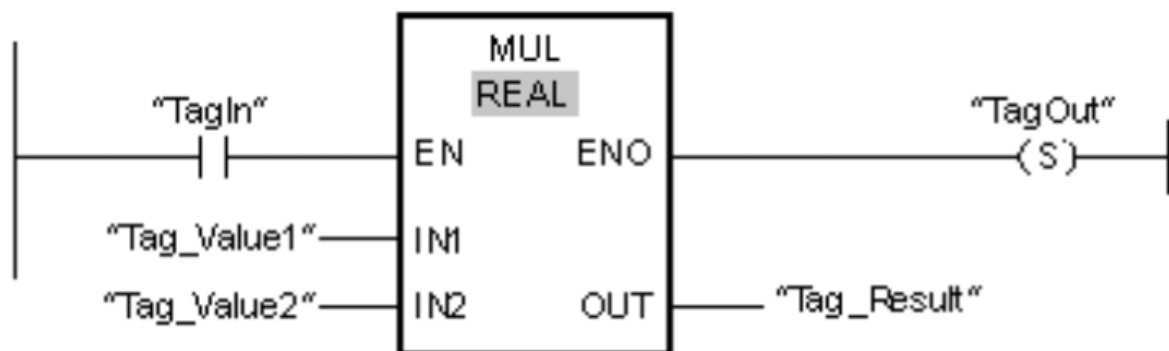 MUL
REAL
"TagIn"
"TagOut"
EN
ENO
(S)
"Tag_Value1"
IN1
"Tag_Value2"
IN2
OUT
"Tag_Result"